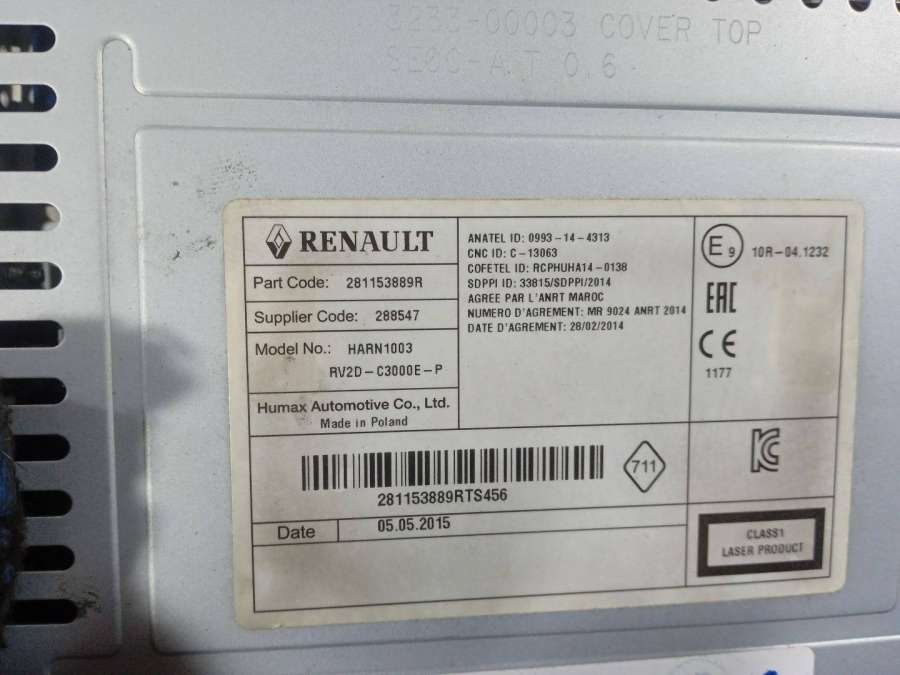 3233-00003 COVER TOP
RENAULT
Part Code: 281153889R
Supplier Code: 288547
Model No.: HARN1003
RV2D-C3000E-P
Humax Automotive Co., Ltd.
Made in Poland
ANATEL ID: 0993-14-4313
CNC ID: C-13063
COFETEL ID: RCPHUHA14-0138
SDPPI ID: 33815/SDPPI/2014
AGREE PAR L'ANRT MAROC
NUMERO D'AGREMENT: MR 9024 ANRT 2014
DATE D'AGREMENT: 28/02/2014
E9 10R-04.1232
EAC
CE
1177
711
281153889RTS456
Date 05.05.2015
CLASS1
LASER PRODUCT